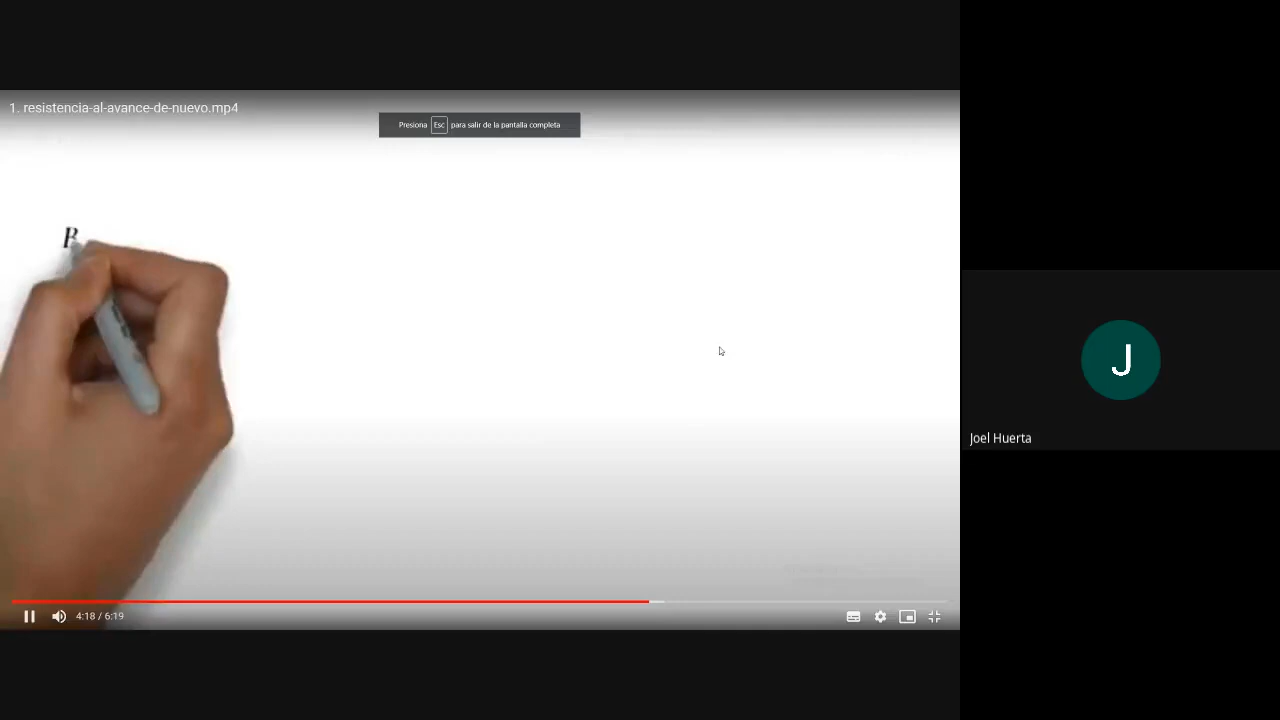 1. resistencia-al-avance-de-nuevo.mp4
Presiona Esc para salir de la pantalla completa
J
Joel Huerta
4:18 / 6:19